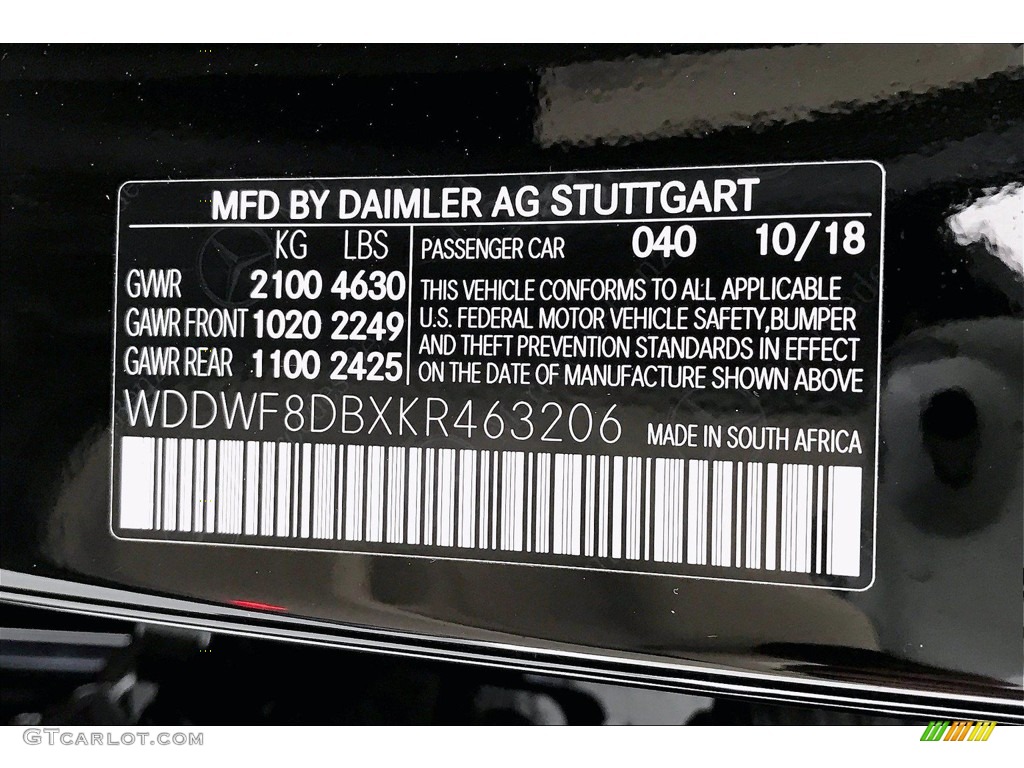 MFD BY DAIMLER AG STUTTGART
KG LBS
GVWR 2100 4630
GAWR FRONT 1020 2249
GAWR REAR 1100 2425
PASSENGER CAR 040 10/18
THIS VEHICLE CONFORMS TO ALL APPLICABLE
U.S. FEDERAL MOTOR VEHICLE SAFETY,BUMPER
AND THEFT PREVENTION STANDARDS IN EFFECT
ON THE DATE OF MANUFACTURE SHOWN ABOVE
WDDWF8DBXKR463206 MADE IN SOUTH AFRICA
GTcarlot.com